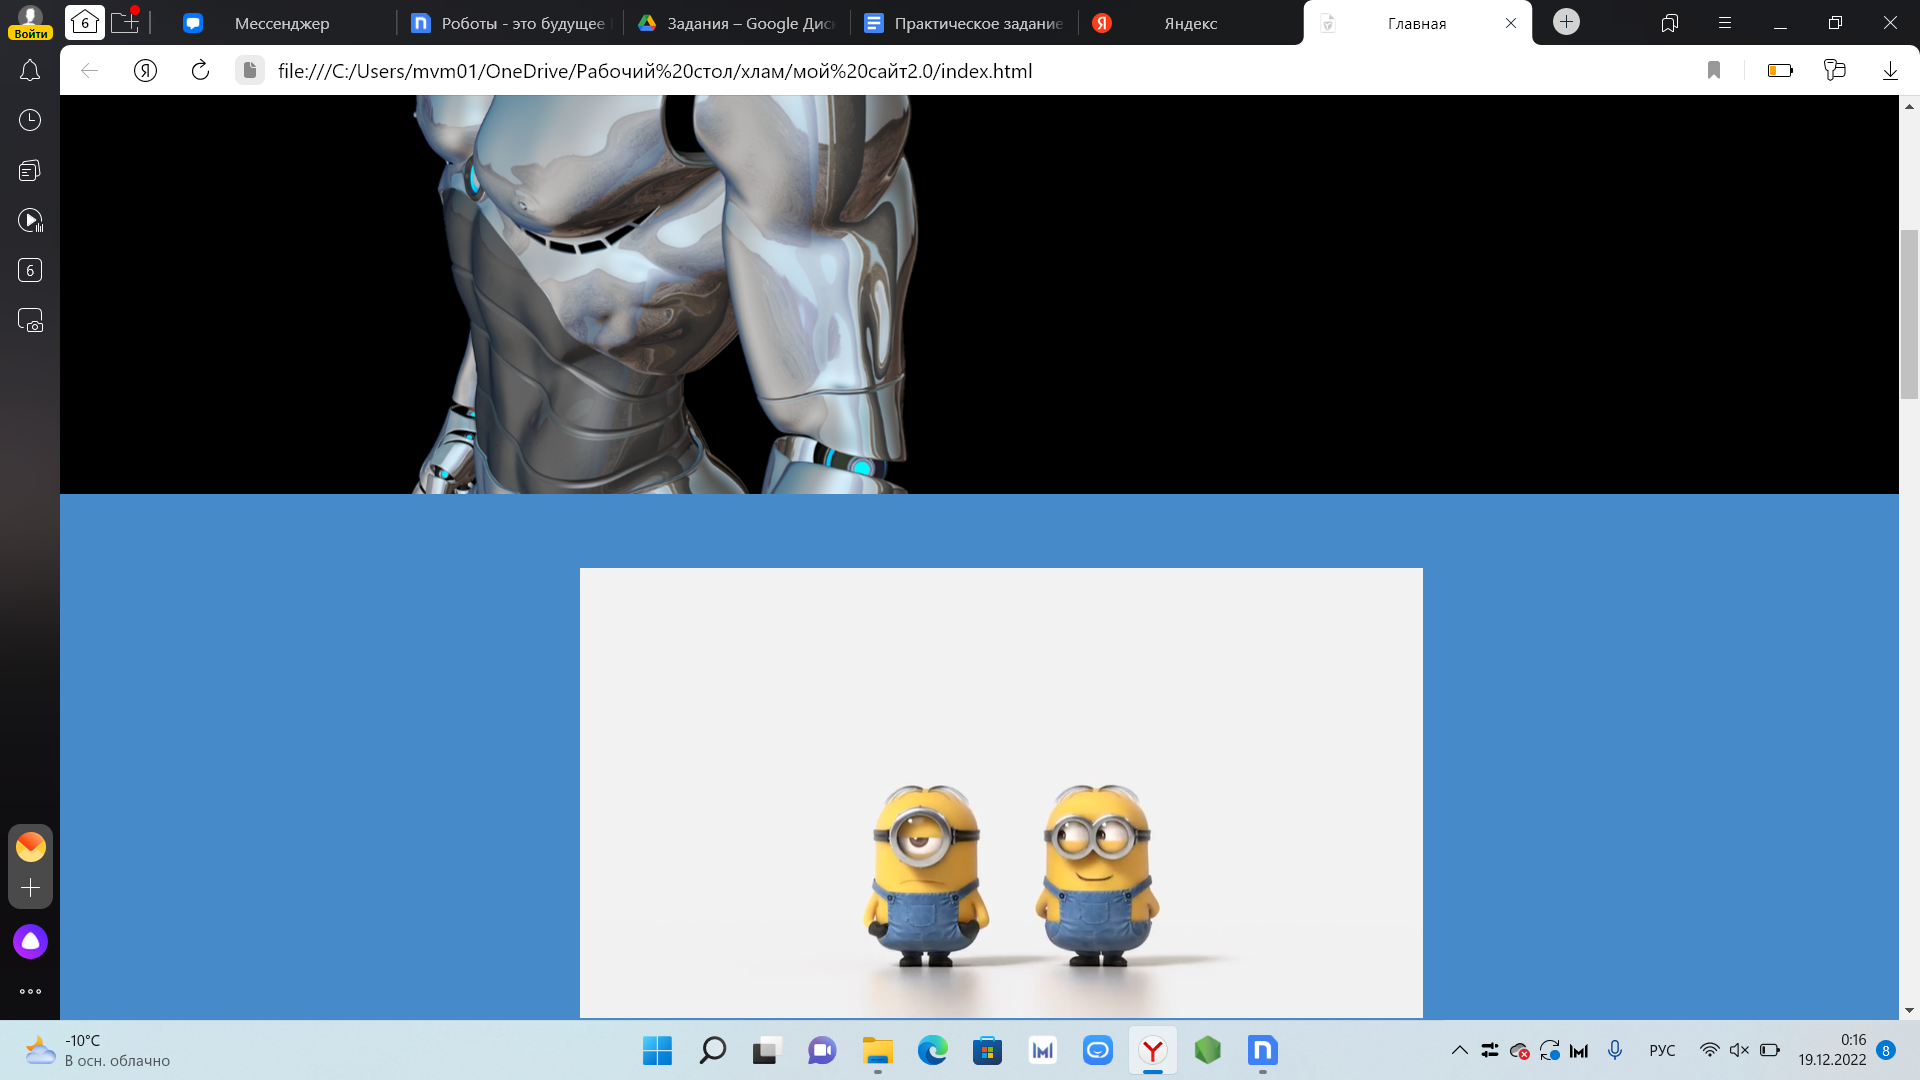 6
Мессенджер
Роботы - это будущее
Задания – Google Дис
Практическое задание
Я
Яндекс
Главная
Войти
Я
file:///C:/Users/mvm01/OneDrive/Рабочий%20стол/хлам/мой%20сайт2.0/index.html
6
-10°C
В осн. облачно
РУС
0:16
19.12.2022
8